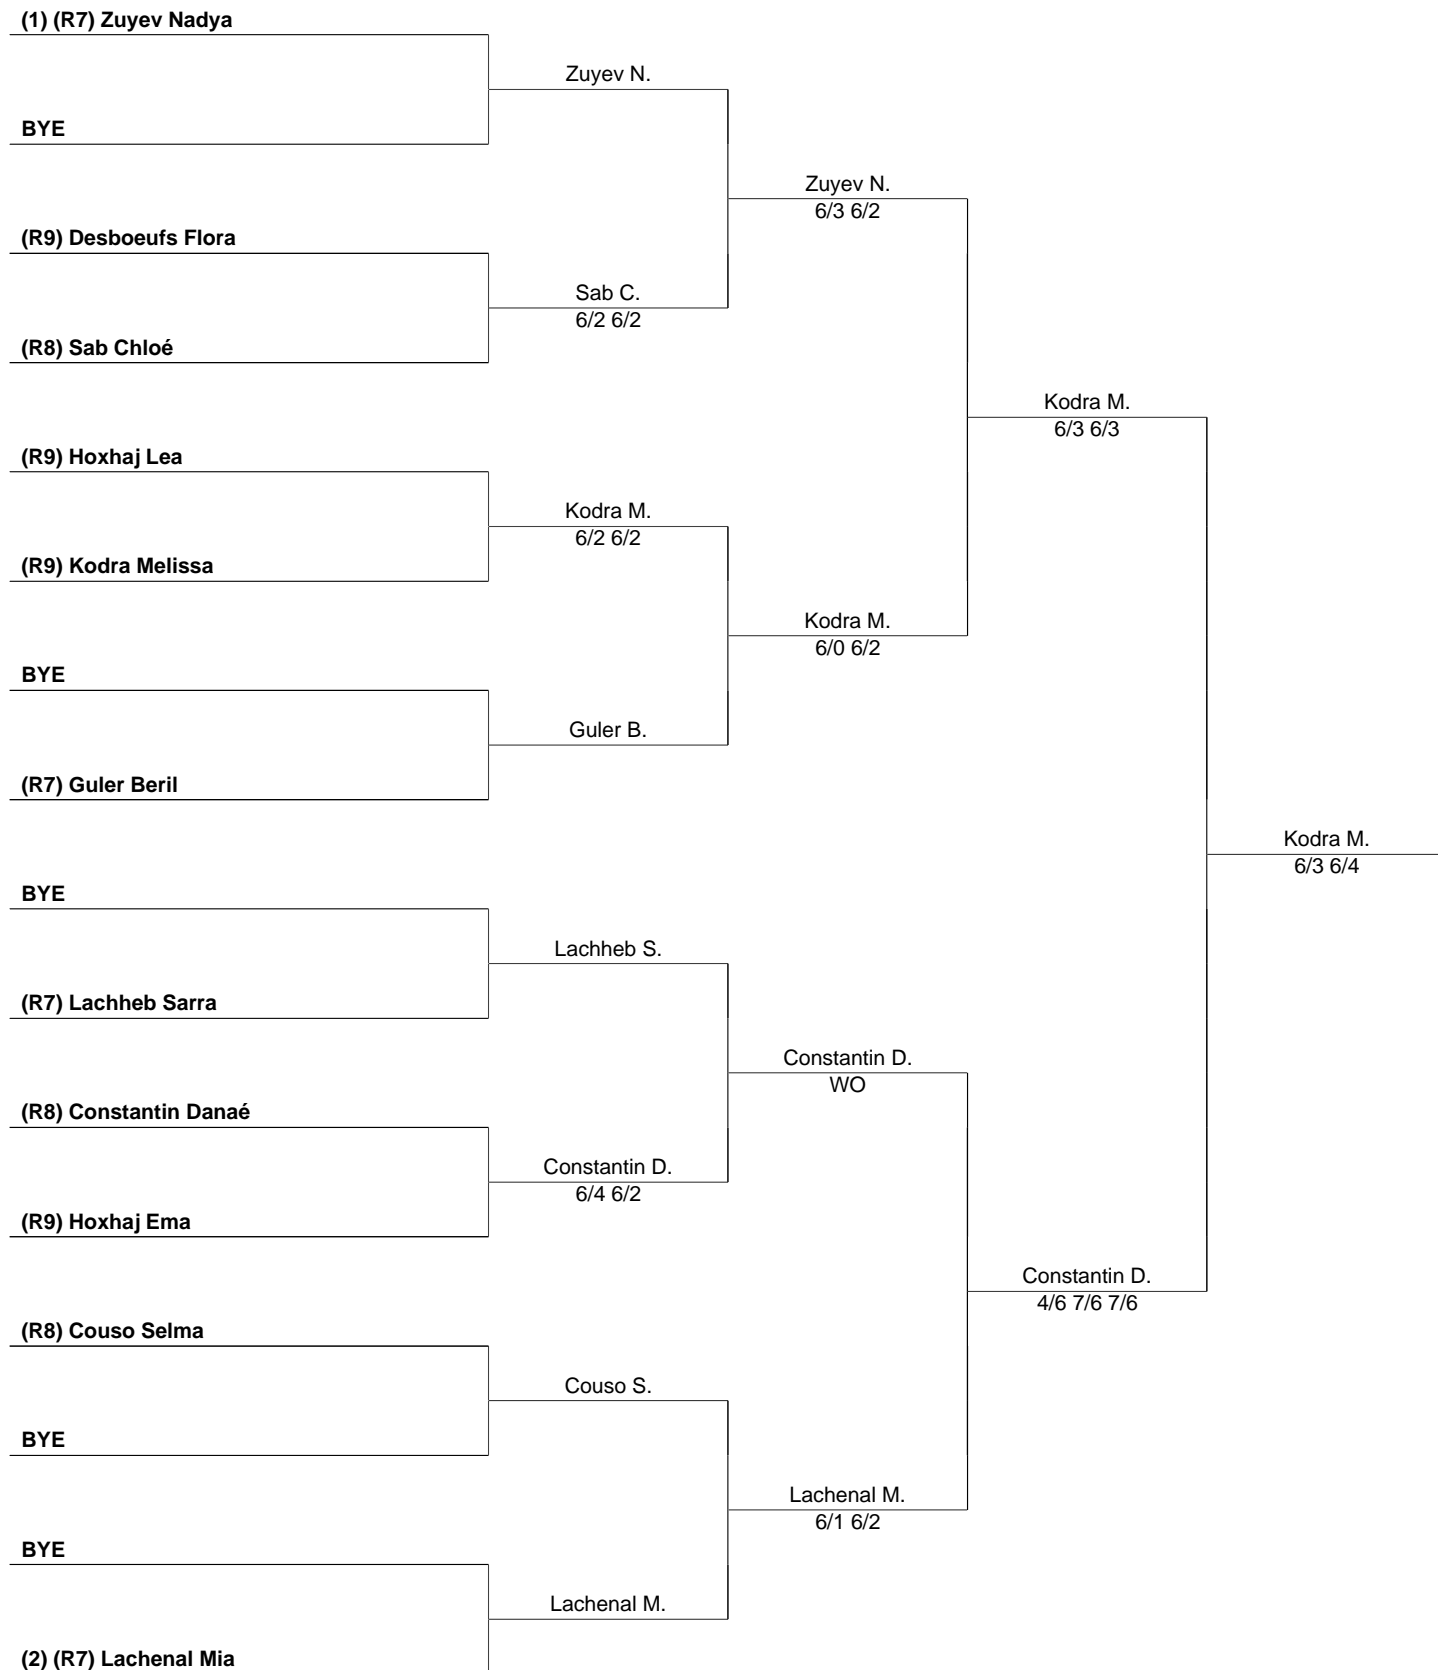 (1) (R7) Zuyev Nadya
Zuyev N.
BYE
Zuyev N.
6/3 6/2
(R9) Desboeufs Flora
Sab C.
6/2 6/2
(R8) Sab Chloé
Kodra M.
6/3 6/3
(R9) Hoxhaj Lea
Kodra M.
6/2 6/2
(R9) Kodra Melissa
Kodra M.
6/0 6/2
BYE
Guler B.
(R7) Guler Beril
Kodra M.
6/3 6/4
BYE
Lachheb S.
(R7) Lachheb Sarra
Constantin D.
WO
(R8) Constantin Danaé
Constantin D.
6/4 6/2
(R9) Hoxhaj Ema
Constantin D.
4/6 7/6 7/6
(R8) Couso Selma
Couso S.
BYE
Lachenal M.
6/1 6/2
BYE
Lachenal M.
(2) (R7) Lachenal Mia